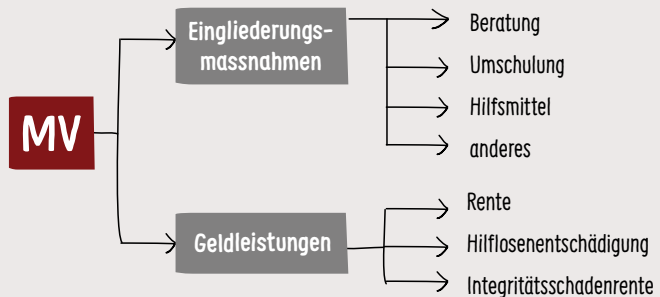 MV
Eingliederungs-
massnahmen
Beratung
Umschulung
Hilfsmittel
anderes
Geldleistungen
Rente
Hilflosenentschädigung
Integritätsschadenrente